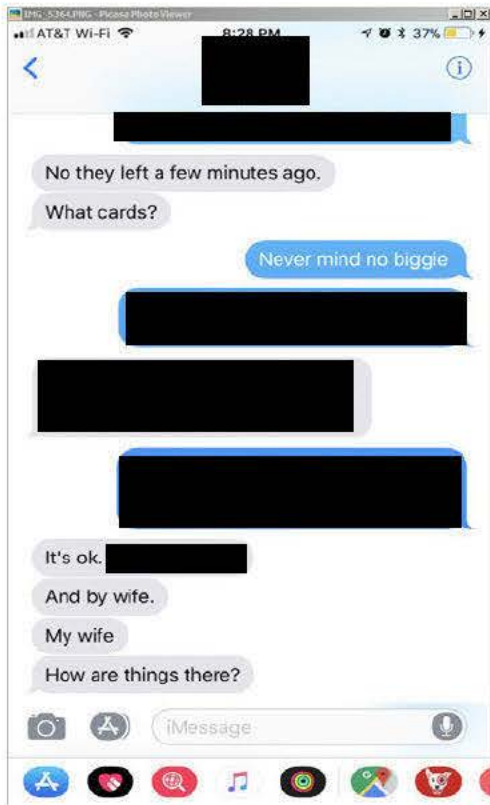 IMG_5364.PNG - Picasa Photo Viewer
AT&T Wi-Fi 8:28 PM 37%
No they left a few minutes ago.
What cards?
Never mind no biggie
It's ok.
And by wife.
My wife
How are things there?
iMessage